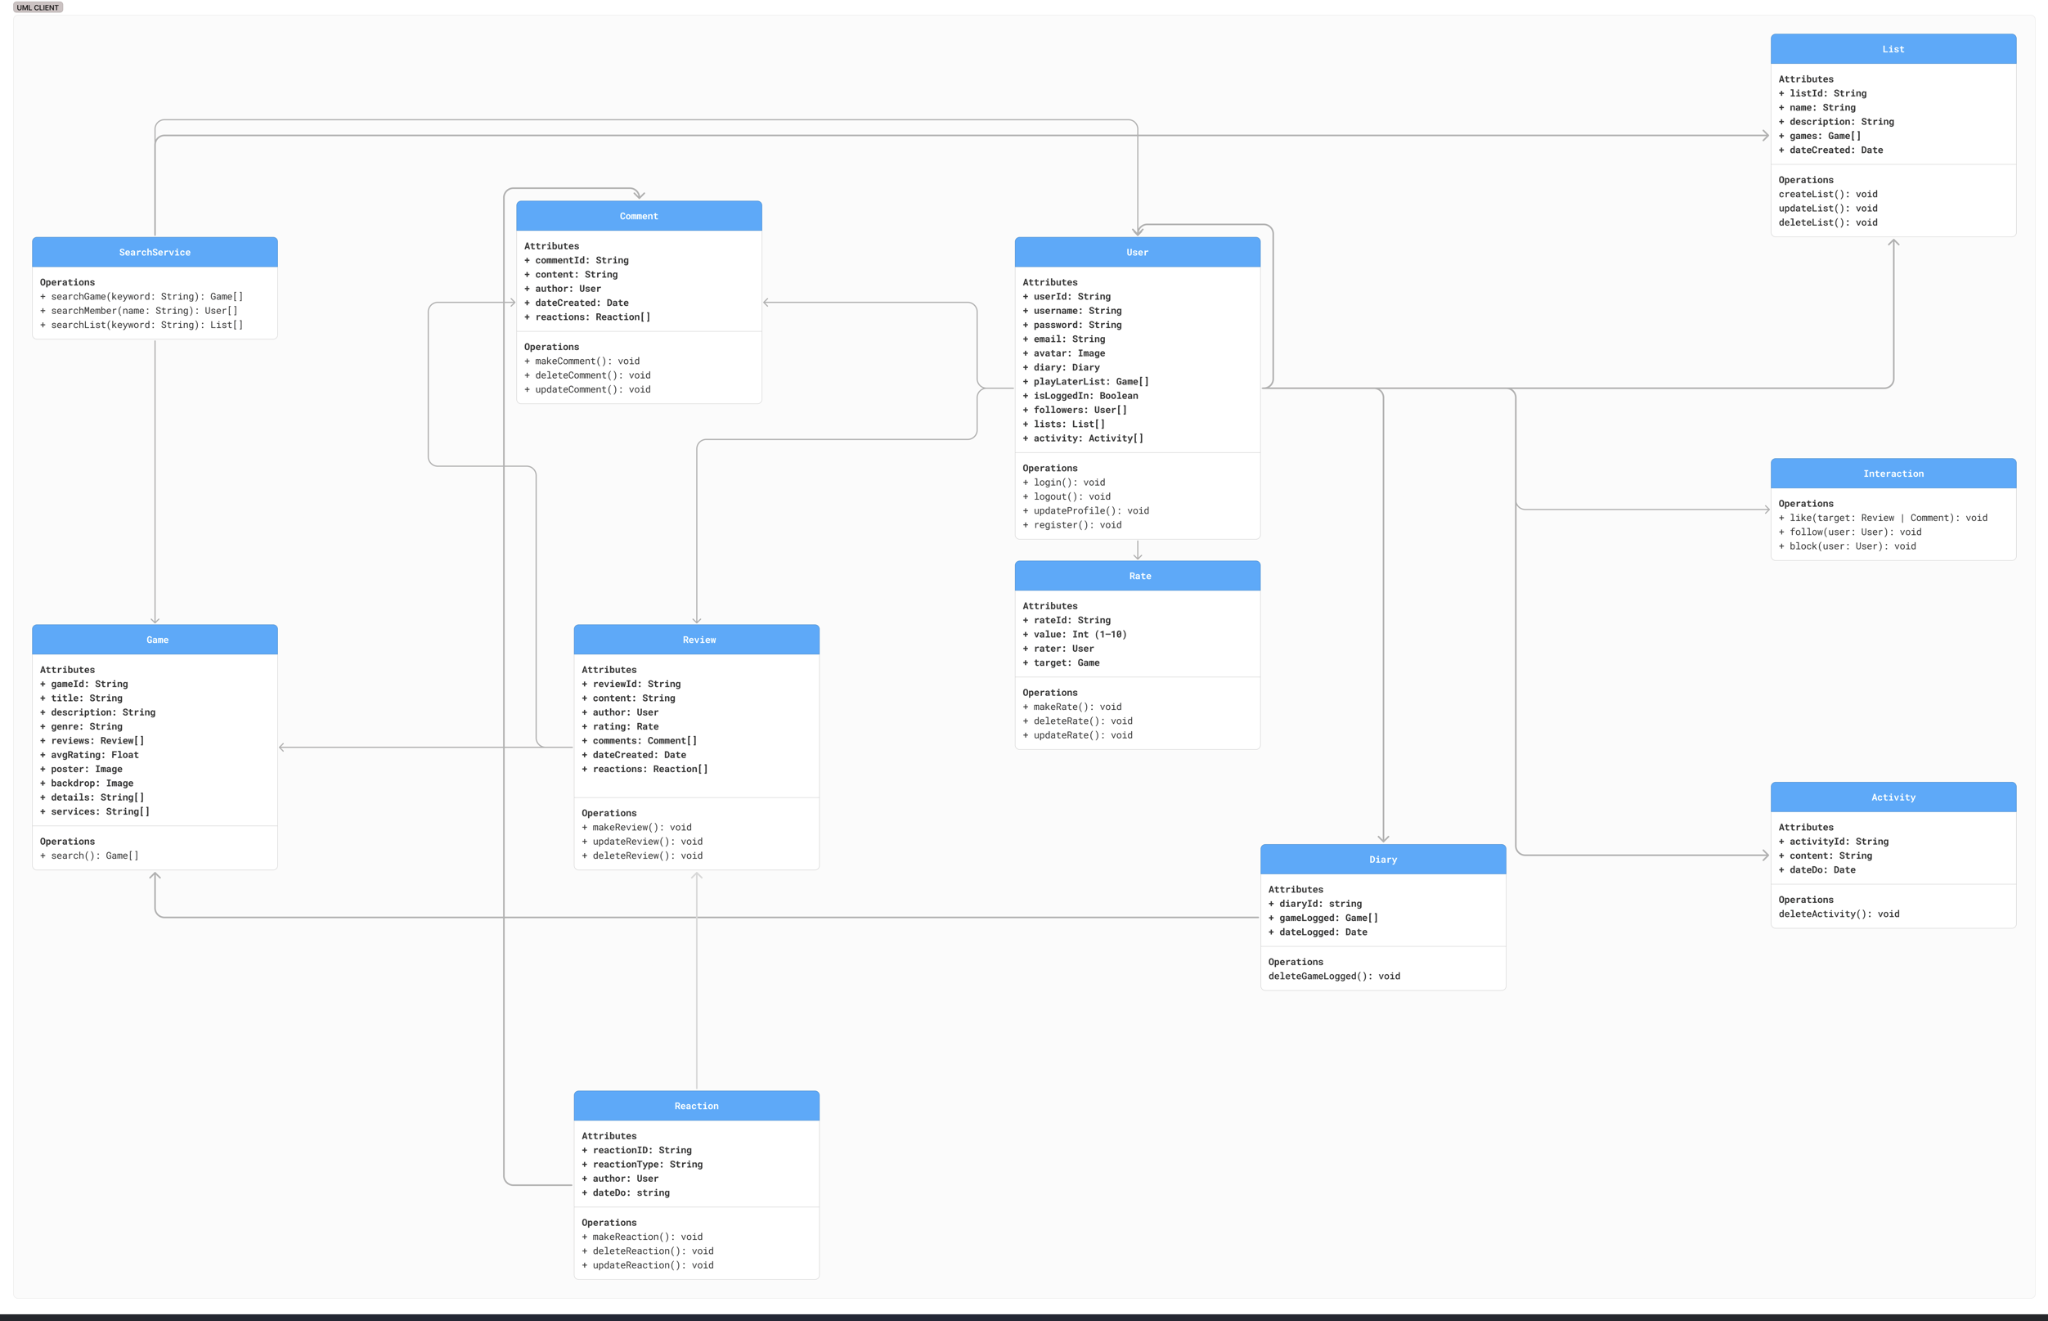 UML CLIENT
List
Attributes
+ listId: String
+ name: String
+ description: String
+ games: Game[]
+ dateCreated: Date
Operations
createList(): void
updateList(): void
deleteList(): void
Comment
Attributes
+ commentId: String
+ content: String
+ author: User
+ dateCreated: Date
+ reactions: Reaction[]
Operations
+ makeComment(): void
+ deleteComment(): void
+ updateComment(): void
SearchService
Operations
+ searchGame(keyword: String): Game[]
+ searchMember(name: String): User[]
+ searchList(keyword: String): List[]
User
Attributes
+ userId: String
+ username: String
+ password: String
+ email: String
+ avatar: Image
+ diary: Diary
+ playLaterList: Game[]
+ isLoggedIn: Boolean
+ followers: User[]
+ lists: List[]
+ activity: Activity[]
Operations
+ login(): void
+ logout(): void
+ updateProfile(): void
+ register(): void
Interaction
Operations
+ like(target: Review | Comment): void
+ follow(user: User): void
+ block(user: User): void
Rate
Attributes
+ rateId: String
+ value: Int (1–10)
+ rater: User
+ target: Game
Operations
+ makeRate(): void
+ deleteRate(): void
+ updateRate(): void
Game
Attributes
+ gameId: String
+ title: String
+ description: String
+ genre: String
+ reviews: Review[]
+ avgRating: Float
+ poster: Image
+ backdrop: Image
+ details: String[]
+ services: String[]
Operations
+ search(): Game[]
Review
Attributes
+ reviewId: String
+ content: String
+ author: User
+ rating: Rate
+ comments: Comment[]
+ dateCreated: Date
+ reactions: Reaction[]
Operations
+ makeReview(): void
+ updateReview(): void
+ deleteReview(): void
Activity
Attributes
+ activityId: String
+ content: String
+ dateDo: Date
Operations
deleteActivity(): void
Diary
Attributes
+ diaryId: string
+ gameLogged: Game[]
+ dateLogged: Date
Operations
deleteGameLogged(): void
Reaction
Attributes
+ reactionID: String
+ reactionType: String
+ author: User
+ dateDo: string
Operations
+ makeReaction(): void
+ deleteReaction(): void
+ updateReaction(): void